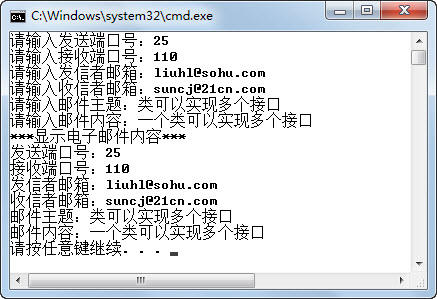 C:\Windows\system32\cmd.exe
请输入发送端口号：25
请输入接收端口号：110
请输入发信者邮箱：liuhl@sohu.com
请输入收信者邮箱：suncj@21cn.com
请输入邮件主题：类可以实现多个接口
请输入邮件内容：一个类可以实现多个接口
***显示电子邮件内容***
发送端口号：25
接收端口号：110
发信者邮箱：liuhl@sohu.com
收信者邮箱：suncj@21cn.com
邮件主题：类可以实现多个接口
邮件内容：一个类可以实现多个接口
请按任意键继续. . .